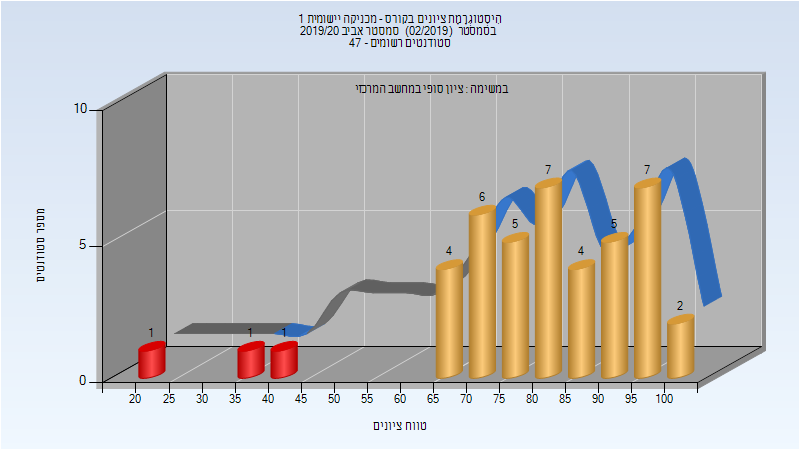 היסטוגרמת ציונים בקורס - מכניקה יישומית 1
בסמסטר (02/2019) סמסטר אביב 2019/20
סטודנטים רשומים - 47
במשימה : ציון סופי במחשב המרכזי
מספר סטודנטים
10
5
0
1
1
1
4
6
5
7
4
5
7
2
20 25 30 35 40 45 50 55 60 65 70 75 80 85 90 95 100
טווח ציונים